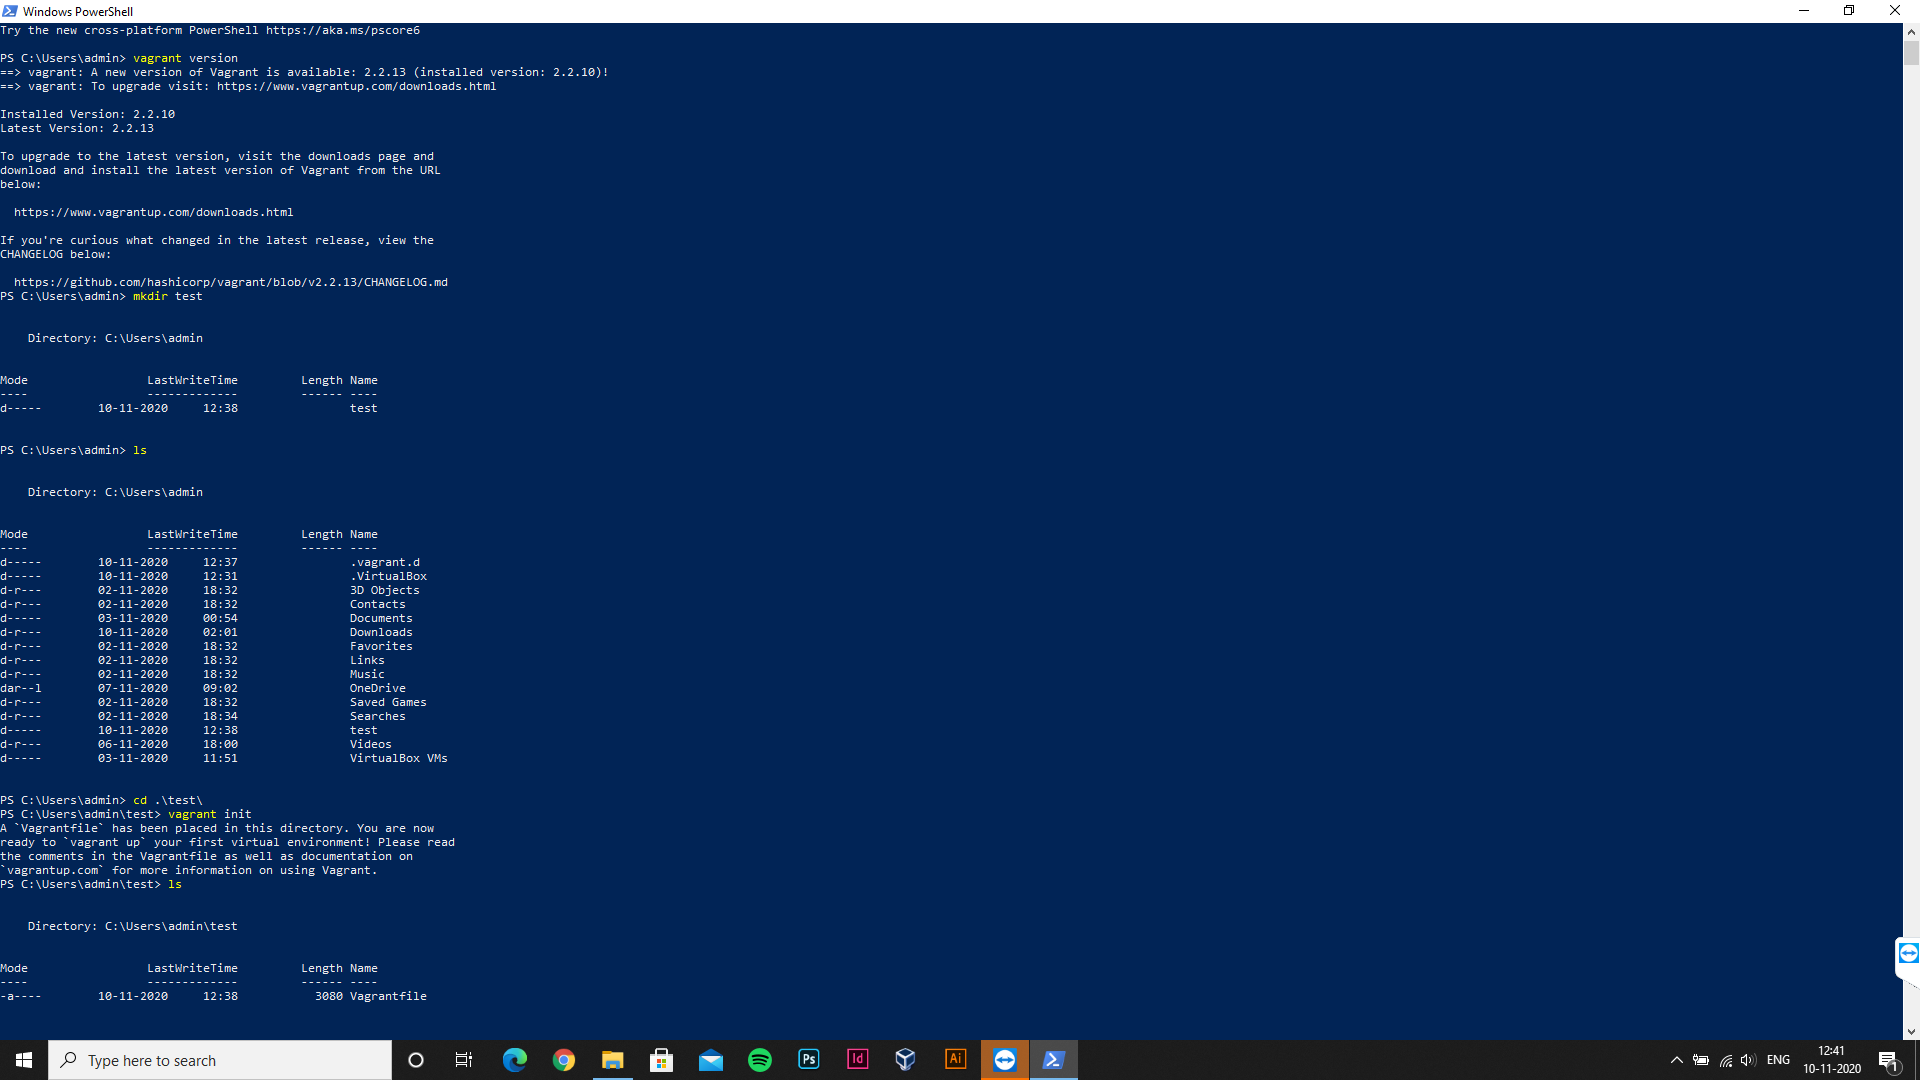 Windows PowerShell
Try the new cross-platform PowerShell https://aka.ms/pscore6
PS C:\Users\admin> vagrant version
==> vagrant: A new version of Vagrant is available: 2.2.13 (installed version: 2.2.10)!
==> vagrant: To upgrade visit: https://www.vagrantup.com/downloads.html
Installed Version: 2.2.10
Latest Version: 2.2.13
To upgrade to the latest version, visit the downloads page and
download and install the latest version of Vagrant from the URL
below:
https://www.vagrantup.com/downloads.html
If you're curious what changed in the latest release, view the
CHANGELOG below:
https://github.com/hashicorp/vagrant/blob/v2.2.13/CHANGELOG.md
PS C:\Users\admin> mkdir test
Directory: C:\Users\admin
Mode LastWriteTime Length Name
---- ------------- ------ ----
d----- 10-11-2020 12:38 test
PS C:\Users\admin> ls
Directory: C:\Users\admin
Mode LastWriteTime Length Name
---- ------------- ------ ----
d----- 10-11-2020 12:37 .vagrant.d
d----- 10-11-2020 12:31 .VirtualBox
d-r--- 02-11-2020 18:32 3D Objects
d-r--- 02-11-2020 18:32 Contacts
d----- 03-11-2020 00:54 Documents
d-r--- 10-11-2020 02:01 Downloads
d-r--- 02-11-2020 18:32 Favorites
d-r--- 02-11-2020 18:32 Links
d-r--- 02-11-2020 18:32 Music
dar--l 07-11-2020 09:02 OneDrive
d-r--- 02-11-2020 18:32 Saved Games
d-r--- 02-11-2020 18:34 Searches
d----- 10-11-2020 12:38 test
d-r--- 06-11-2020 18:00 Videos
d----- 03-11-2020 11:51 VirtualBox VMs
PS C:\Users\admin> cd .\test\
PS C:\Users\admin\test> vagrant init
A `Vagrantfile` has been placed in this directory. You are now
ready to `vagrant up` your first virtual environment! Please read
the comments in the Vagrantfile as well as documentation on
`vagrantup.com` for more information on using Vagrant.
PS C:\Users\admin\test> ls
Directory: C:\Users\admin\test
Mode LastWriteTime Length Name
---- ------------- ------ ----
-a---- 10-11-2020 12:38 3080 Vagrantfile
Type here to search
Ps
Id
Ai
ENG
12:41
10-11-2020
1